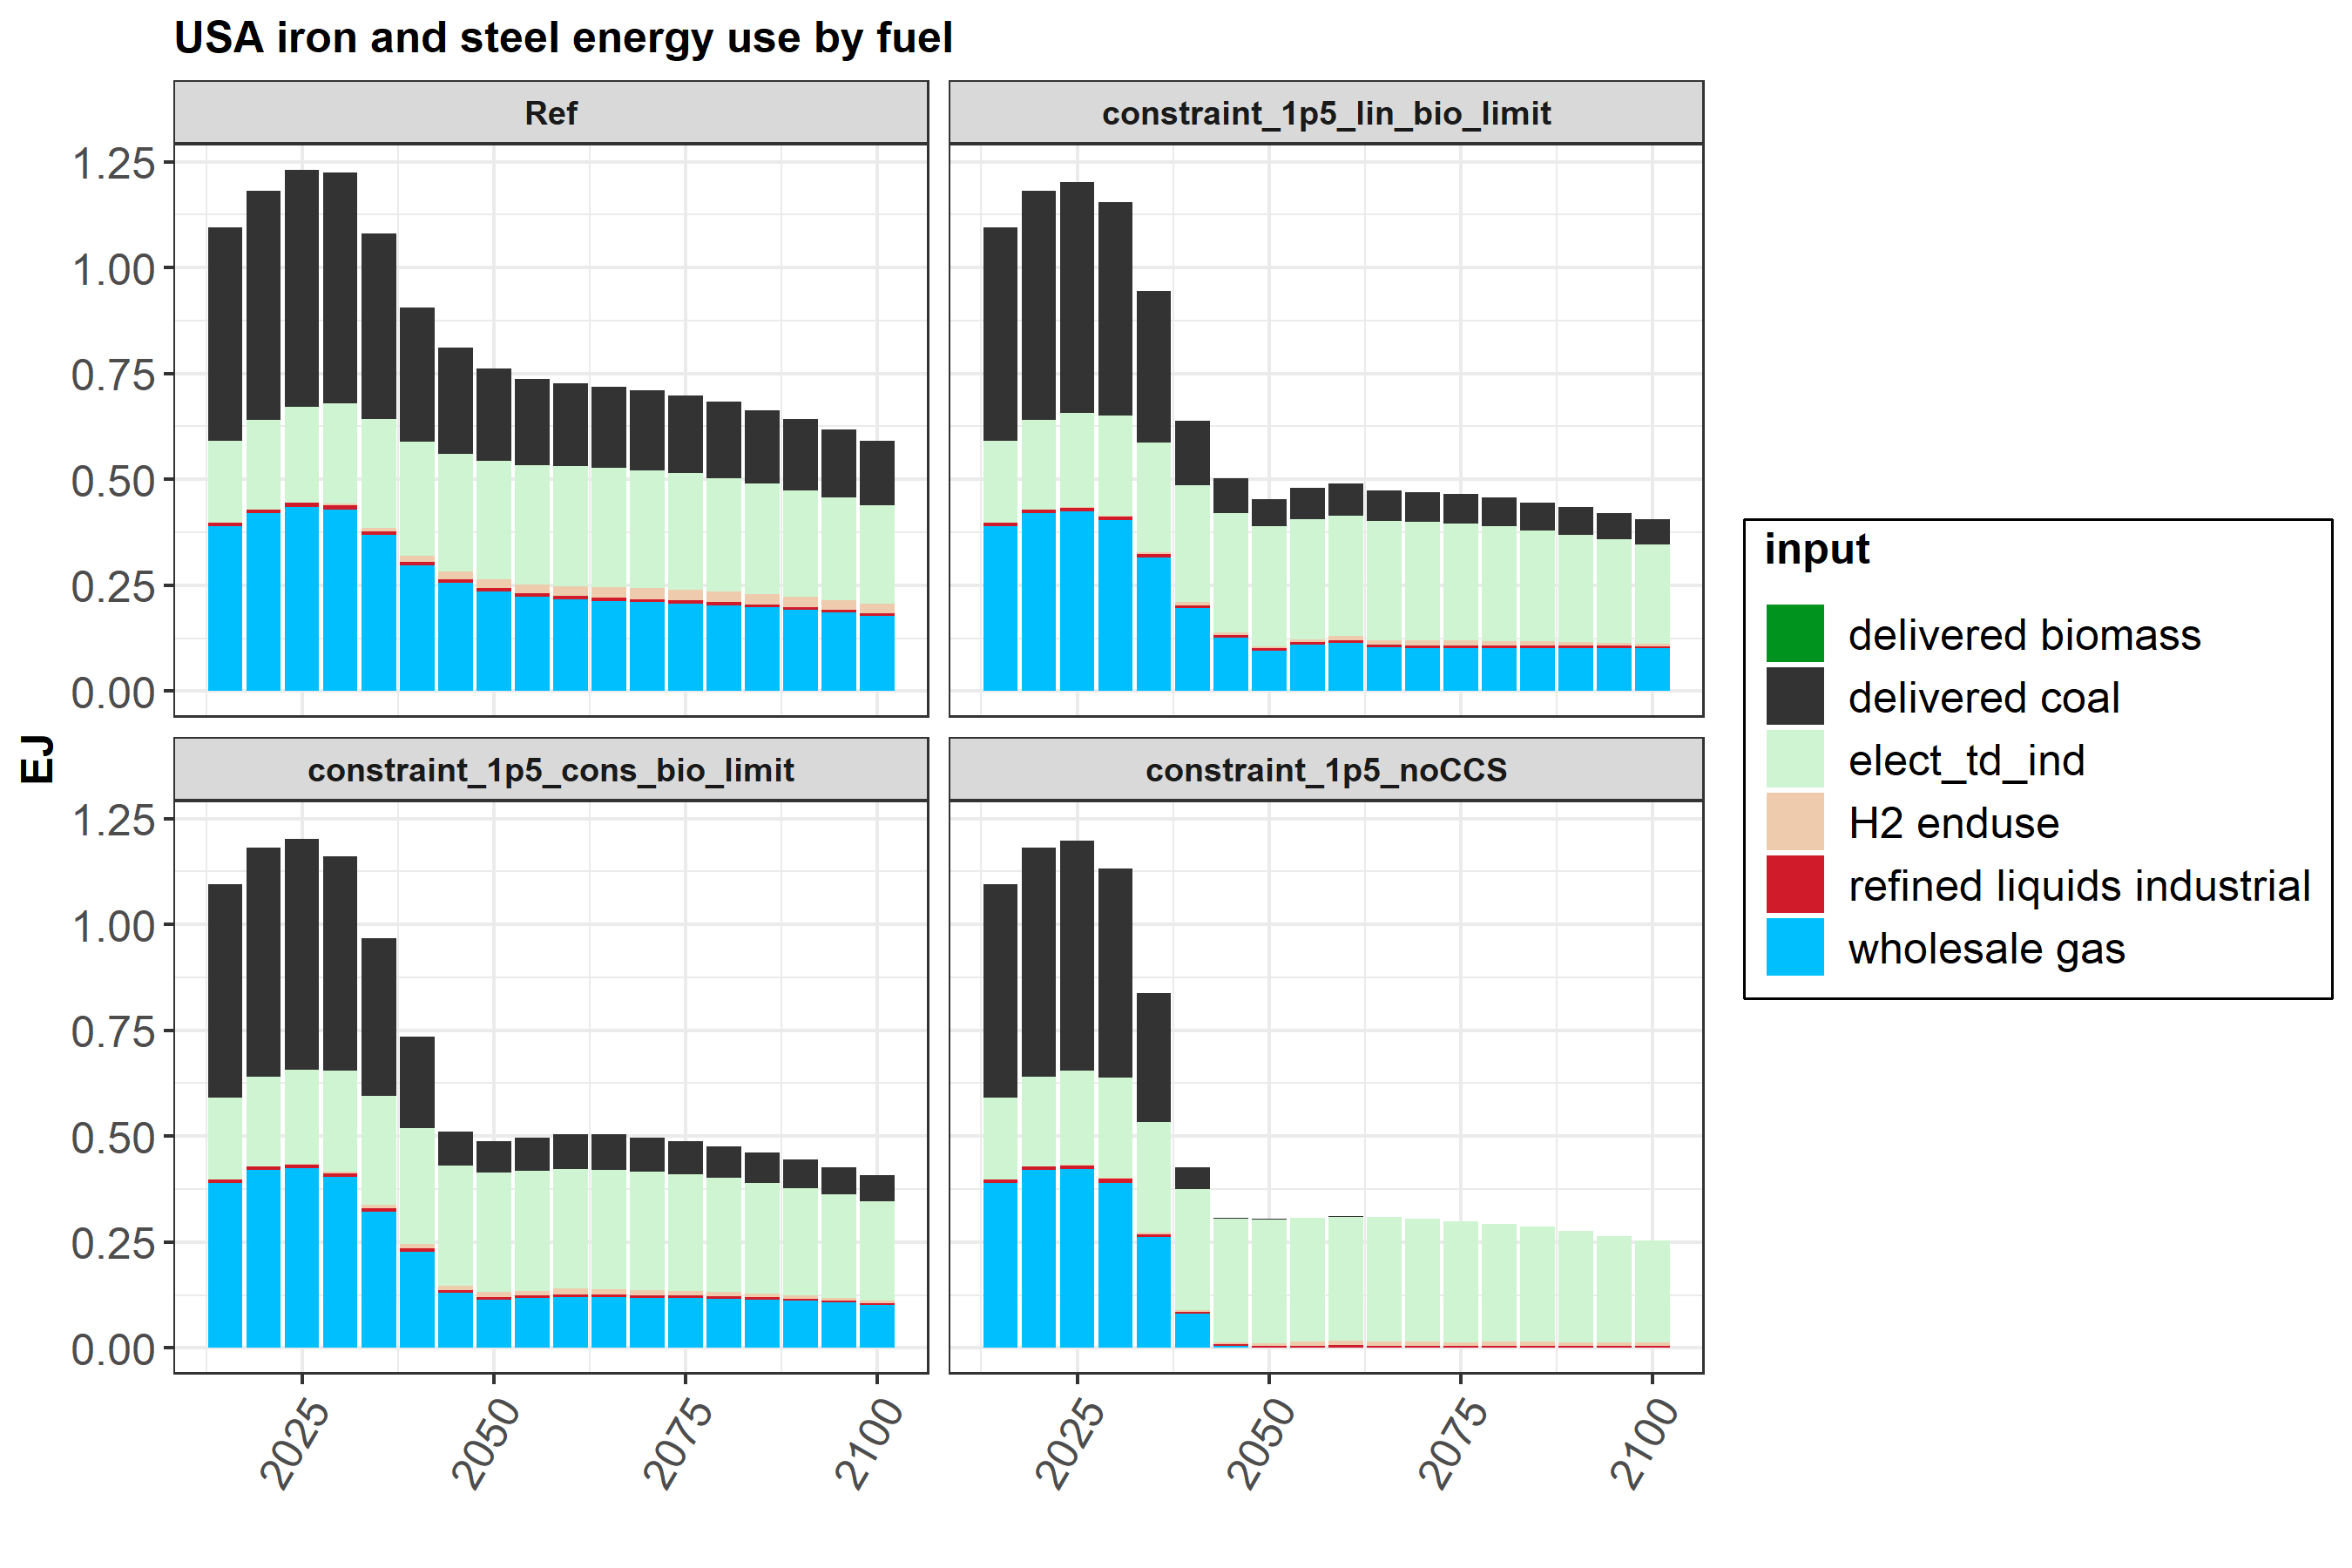 USA iron and steel energy use by fuel
Ref
constraint_1p5_lin_bio_limit
1.25
1.00
0.75
0.50
0.25
0.00
EJ
constraint_1p5_cons_bio_limit
constraint_1p5_noCCS
1.25
1.00
0.75
0.50
0.25
0.00
2025
2050
2075
2100
2025
2050
2075
2100
input
delivered biomass
delivered coal
elect_td_ind
H2 enduse
refined liquids industrial
wholesale gas